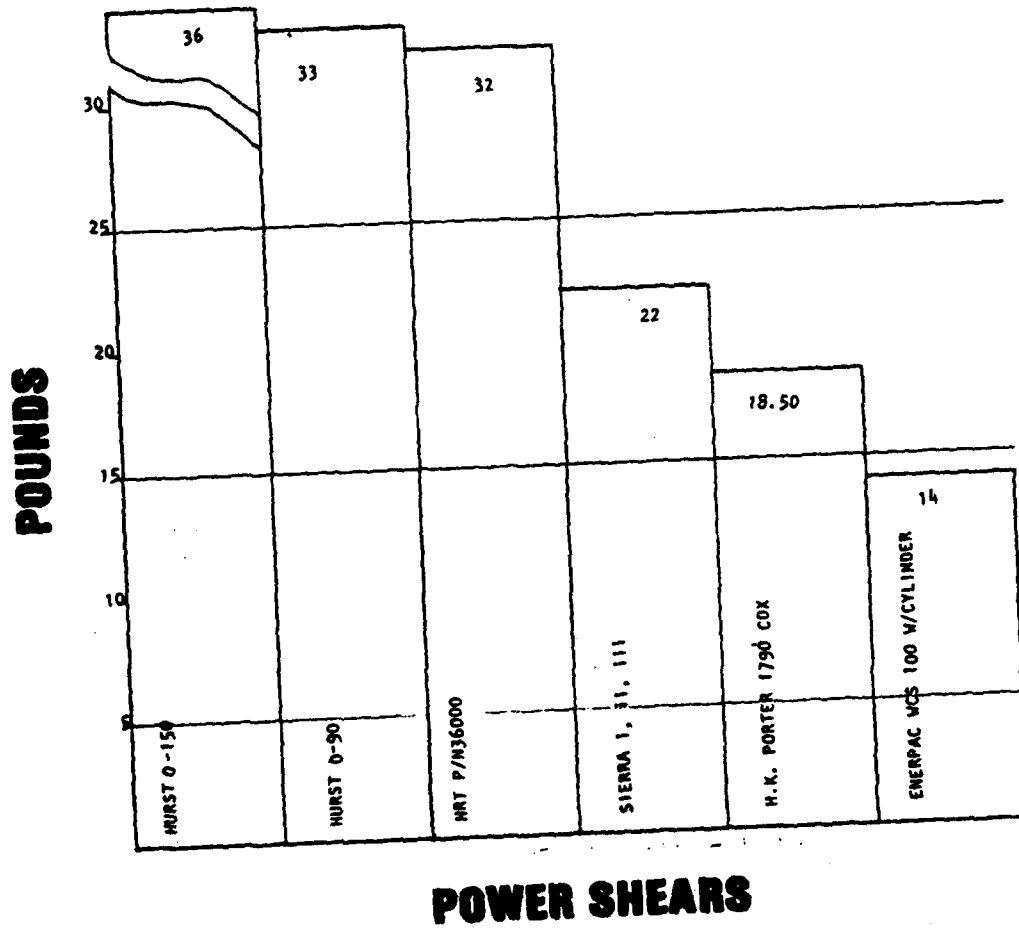 36
33
32
30
25
22
20
18.50
15
14
10
5
POUNDS
HURST O-150
HURST O-90
HRT P/N36000
SIERRA I, II, III
H.K. PORTER 1790 COX
ENERPAC WCS 100 W/CYLINDER
POWER SHEARS